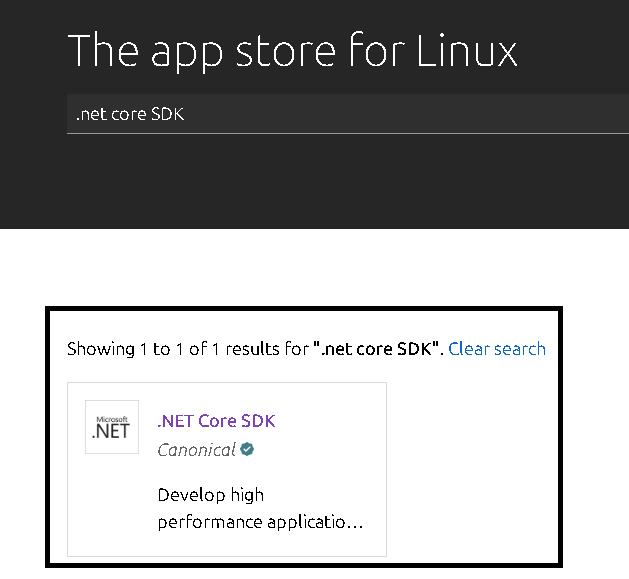 The app store for Linux
.net core SDK
Showing 1 to 1 of 1 results for ".net core SDK". Clear search
Microsoft
.NET
.NET Core SDK
Canonical
Develop high
performance applicatio…